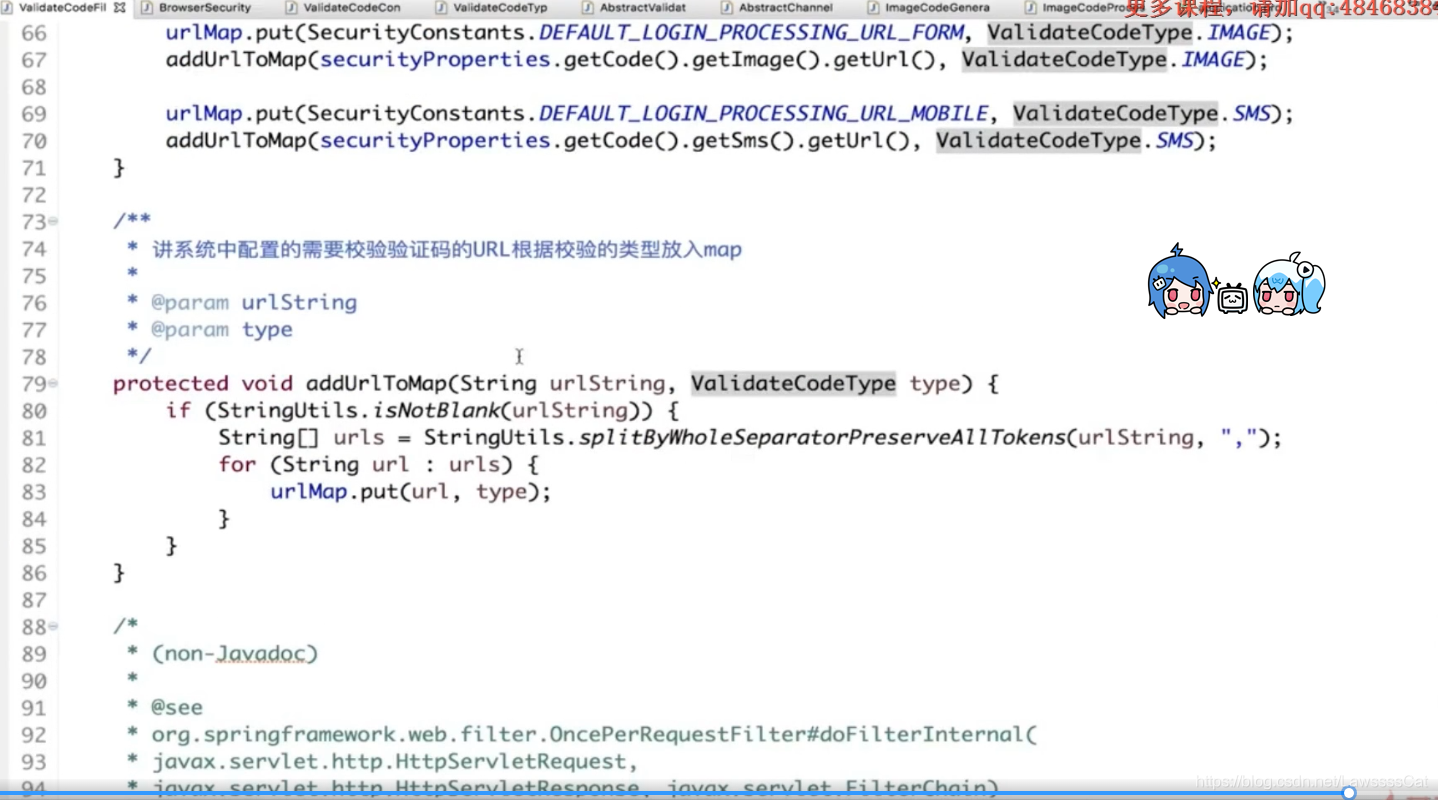 ValidateCodeFil BrowserSecurity ValidateCodeCon ValidateCodeTyp AbstractValidat AbstractChannel ImageCodeGenera
更多课程，请加qq:4846838
66 urlMap.put(SecurityConstants.DEFAULT_LOGIN_PROCESSING_URL_FORM, ValidateCodeType.IMAGE);
67 addUrlToMap(securityProperties.getCode().getImage().getUrl(), ValidateCodeType.IMAGE);
68
69 urlMap.put(SecurityConstants.DEFAULT_LOGIN_PROCESSING_URL_MOBILE, ValidateCodeType.SMS);
70 addUrlToMap(securityProperties.getCode().getSms().getUrl(), ValidateCodeType.SMS);
71 }
72
73 /**
74 * 讲系统中配置的需要校验验证码的URL根据校验的类型放入map
75 *
76 * @param urlString
77 * @param type
78 */
79 protected void addUrlToMap(String urlString, ValidateCodeType type) {
80 if (StringUtils.isNotBlank(urlString)) {
81 String[] urls = StringUtils.splitByWholeSeparatorPreserveAllTokens(urlString, ",");
82 for (String url : urls) {
83 urlMap.put(url, type);
84 }
85 }
86 }
87
88 /*
89 * (non-Javadoc)
90 *
91 * @see
92 * org.springframework.web.filter.OncePerRequestFilter#doFilterInternal(
93 * javax.servlet.http.HttpServletRequest,
94 * javax.servlet.http.HttpServletResponse, javax.servlet.FilterChain)
https://blog.csdn.net/LawssssCat